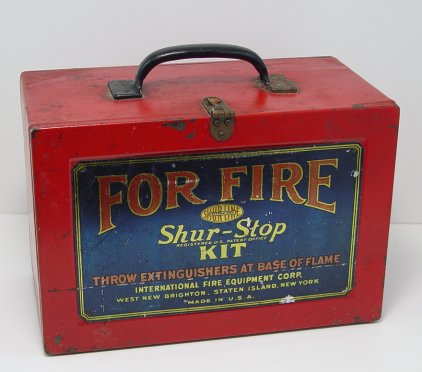 FOR FIRE
Shur-Stop
REGISTERED U.S. PATENT OFFICE
KIT
THROW EXTINGUISHERS AT BASE OF FLAME
INTERNATIONAL FIRE EQUIPMENT CORP.
WEST NEW BRIGHTON, STATEN ISLAND, NEW YORK
MADE IN U.S.A.